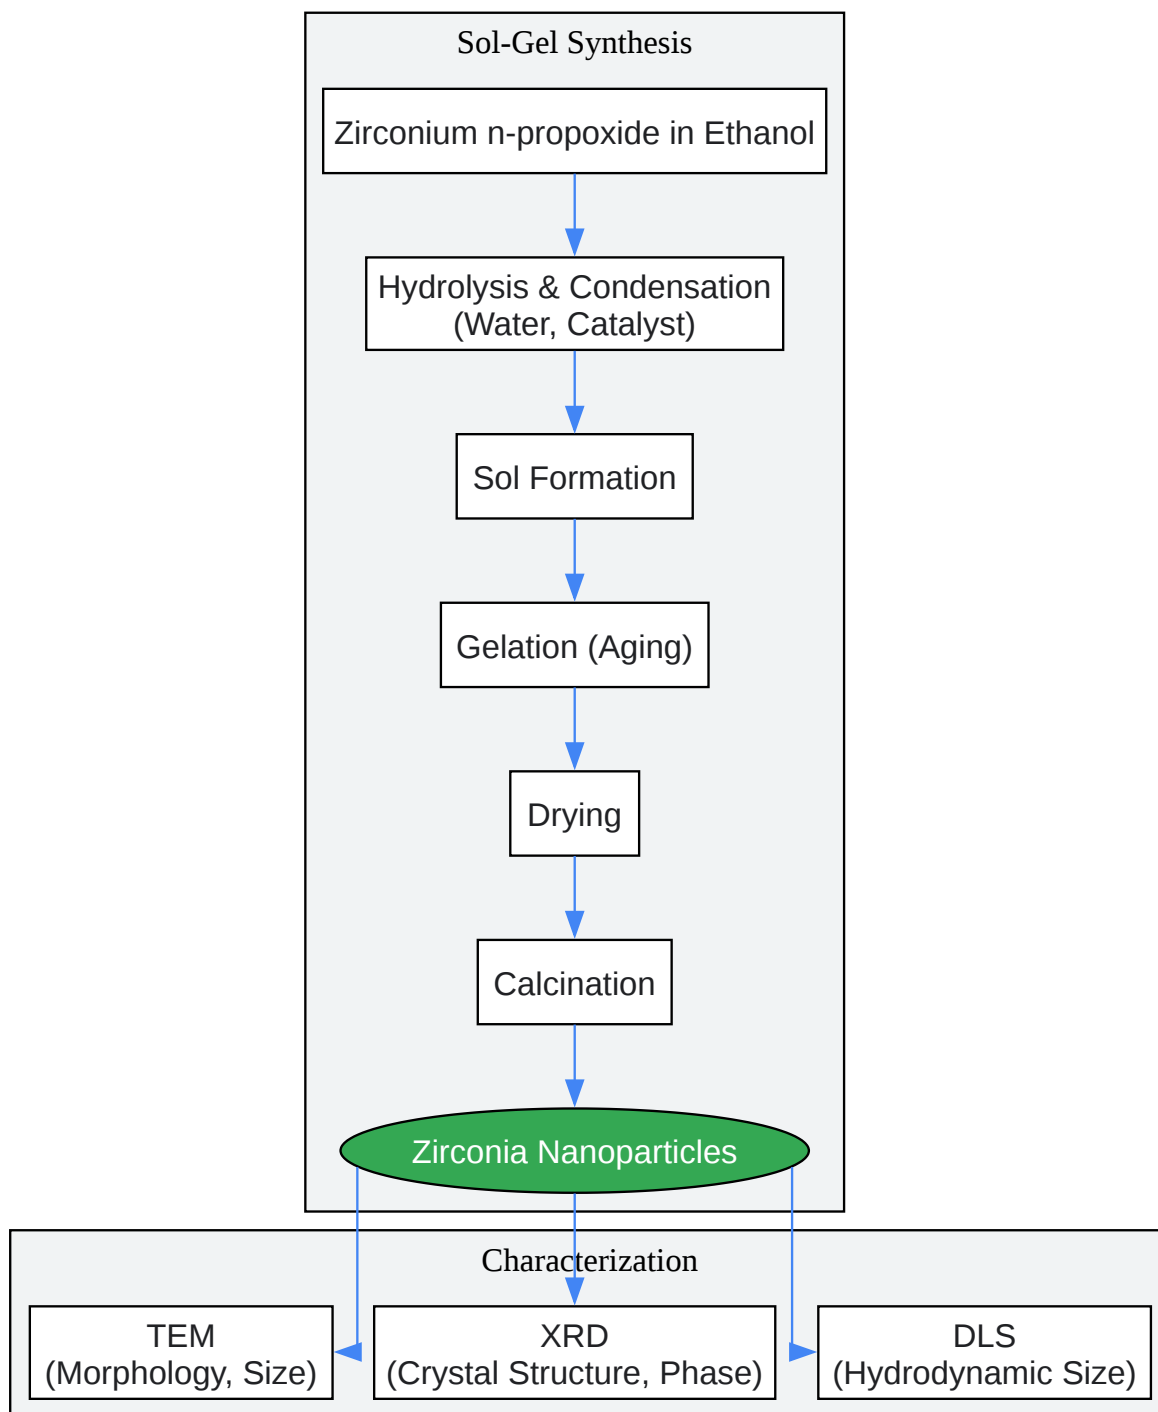 Sol-Gel Synthesis
Zirconium n-propoxide in Ethanol
Hydrolysis & Condensation
(Water, Catalyst)
Sol Formation
Gelation (Aging)
Drying
Calcination
Zirconia Nanoparticles
Characterization
TEM
(Morphology, Size)
XRD
(Crystal Structure, Phase)
DLS
(Hydrodynamic Size)